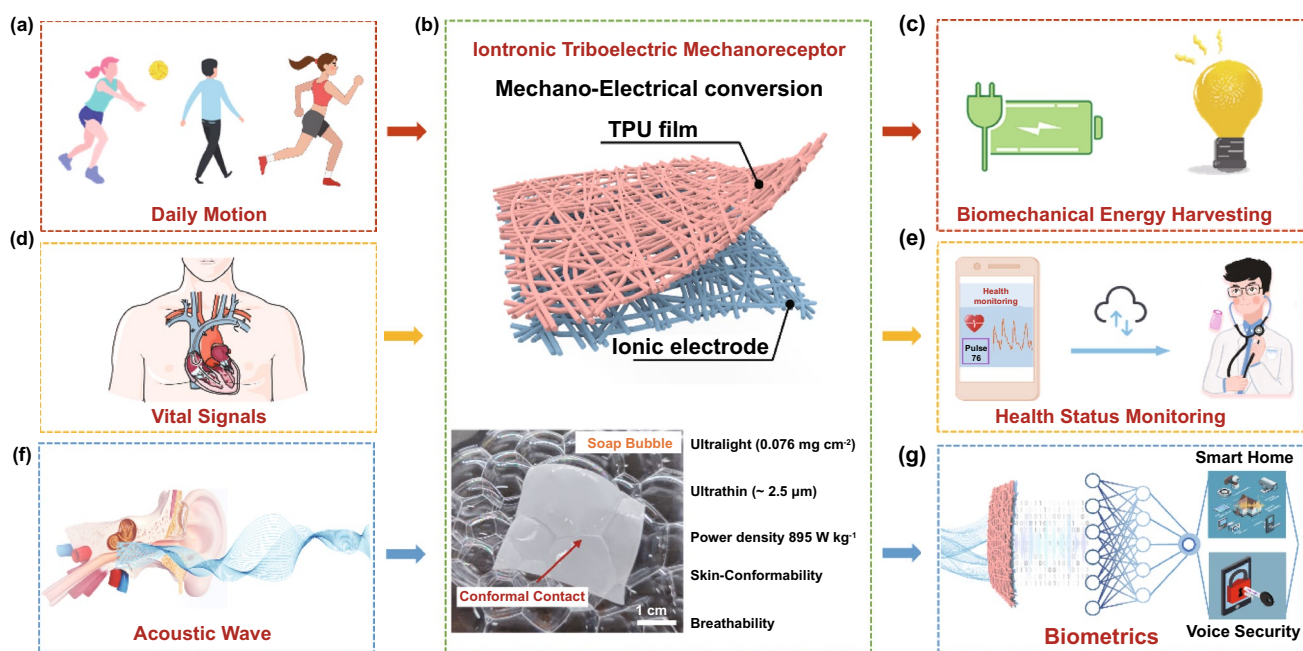 (a)
Daily Motion
(b)
Iontronic Triboelectric Mechanoreceptor
Mechano-Electrical conversion
TPU film
Ionic electrode
Soap Bubble
Conformal Contact
1 cm
Ultralight (0.076 mg cm-2)
Ultrathin (~ 2.5 μm)
Power density 895 W kg-1
Skin-Conformability
Breathability
(c)
Biomechanical Energy Harvesting
(d)
Vital Signals
(e)
Health
monitoring
Pulse
76
Health Status Monitoring
(f)
Acoustic Wave
(g)
Smart Home
Voice Security
Biometrics